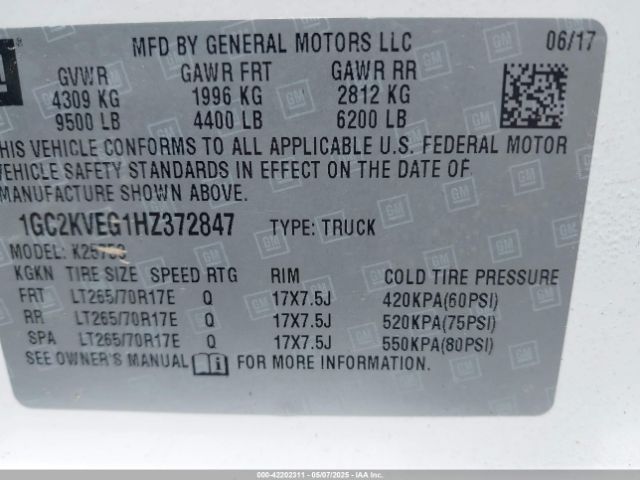 MFD BY GENERAL MOTORS LLC 06/17
GVWR GAWR FRT GAWR RR
4309 KG 1996 KG 2812 KG
9500 LB 4400 LB 6200 LB
THIS VEHICLE CONFORMS TO ALL APPLICABLE U.S. FEDERAL MOTOR
VEHICLE SAFETY STANDARDS IN EFFECT ON THE DATE OF
MANUFACTURE SHOWN ABOVE.
1GC2KVEG1HZ372847 TYPE: TRUCK
MODEL: K25753
KGKN TIRE SIZE SPEED RTG RIM COLD TIRE PRESSURE
FRT LT265/70R17E Q 17X7.5J 420KPA(60PSI)
RR LT265/70R17E Q 17X7.5J 520KPA(75PSI)
SPA LT265/70R17E Q 17X7.5J 550KPA(80PSI)
SEE OWNER'S MANUAL FOR MORE INFORMATION.
000-42202311 - 05/07/2025 - IAAI.com